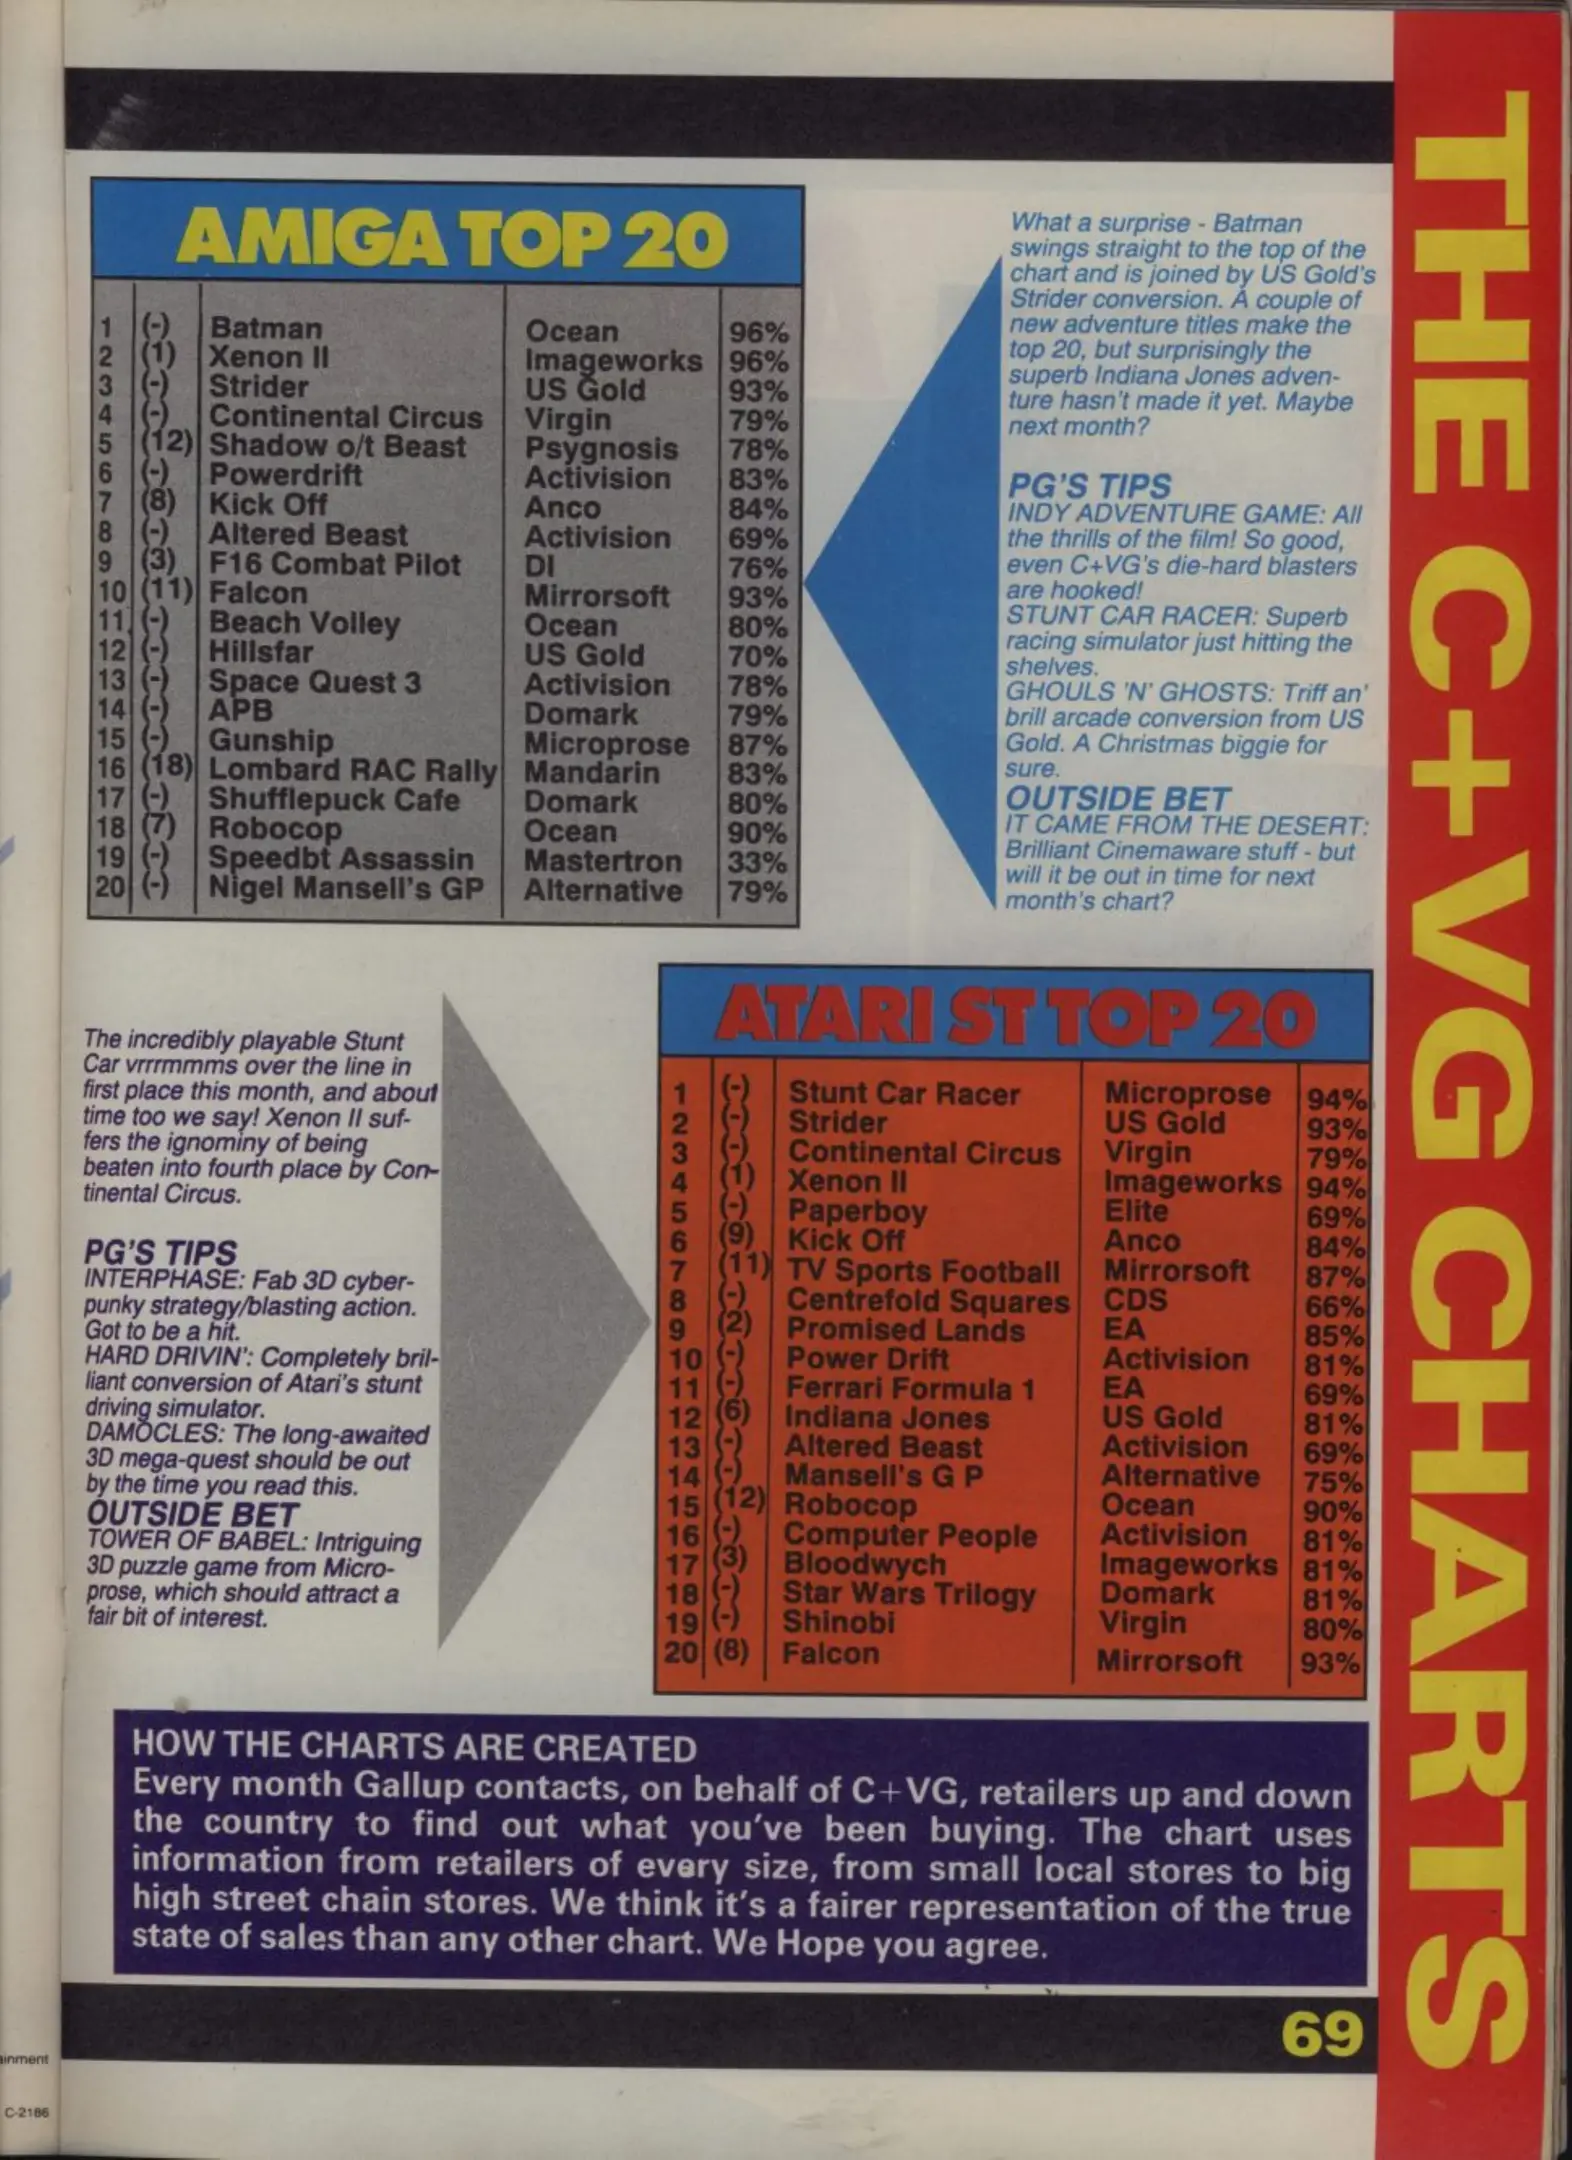 THE C+VG CHARTS
AMIGA TOP 20
1 (-) Batman Ocean 96%
2 (1) Xenon II Imageworks 96%
3 (-) Strider US Gold 93%
4 (-) Continental Circus Virgin 79%
5 (12) Shadow o/t Beast Psygnosis 78%
6 (-) Powerdrift Activision 83%
7 (8) Kick Off Anco 84%
8 (-) Altered Beast Activision 69%
9 (3) F16 Combat Pilot DI 76%
10 (11) Falcon Mirrorsoft 93%
11 (-) Beach Volley Ocean 80%
12 (-) Hillsfar US Gold 70%
13 (-) Space Quest 3 Activision 78%
14 (-) APB Domark 79%
15 (-) Gunship Microprose 87%
16 (18) Lombard RAC Rally Mandarin 83%
17 (-) Shufflepuck Cafe Domark 80%
18 (7) Robocop Ocean 90%
19 (-) Speedbt Assassin Mastertron 33%
20 (-) Nigel Mansell's GP Alternative 79%
What a surprise - Batman
swings straight to the top of the
chart and is joined by US Gold's
Strider conversion. A couple of
new adventure titles make the
top 20, but surprisingly the
superb Indiana Jones adven-
ture hasn't made it yet. Maybe
next month?
PG'S TIPS
INDY ADVENTURE GAME: All
the thrills of the film! So good,
even C+VG's die-hard blasters
are hooked!
STUNT CAR RACER: Superb
racing simulator just hitting the
shelves.
GHOULS 'N' GHOSTS: Triff an'
brill arcade conversion from US
Gold. A Christmas biggie for
sure.
OUTSIDE BET
IT CAME FROM THE DESERT:
Brilliant Cinemaware stuff - but
will it be out in time for next
month's chart?
The incredibly playable Stunt
Car vrrrmmms over the line in
first place this month, and about
time too we say! Xenon II suf-
fers the ignominy of being
beaten into fourth place by Con-
tinental Circus.
PG'S TIPS
INTERPHASE: Fab 3D cyber-
punky strategy/blasting action.
Got to be a hit.
HARD DRIVIN': Completely bril-
liant conversion of Atari's stunt
driving simulator.
DAMOCLES: The long-awaited
3D mega-quest should be out
by the time you read this.
OUTSIDE BET
TOWER OF BABEL: Intriguing
3D puzzle game from Micro-
prose, which should attract a
fair bit of interest.
ATARI ST TOP 20
1 (-) Stunt Car Racer Microprose 94%
2 (-) Strider US Gold 93%
3 (-) Continental Circus Virgin 79%
4 (1) Xenon II Imageworks 94%
5 (-) Paperboy Elite 69%
6 (9) Kick Off Anco 84%
7 (11) TV Sports Football Mirrorsoft 87%
8 (-) Centrefold Squares CDS 66%
9 (2) Promised Lands EA 85%
10 (-) Power Drift Activision 81%
11 (-) Ferrari Formula 1 EA 69%
12 (6) Indiana Jones US Gold 81%
13 (-) Altered Beast Activision 69%
14 (-) Mansell's G P Alternative 75%
15 (12) Robocop Ocean 90%
16 (-) Computer People Activision 81%
17 (3) Bloodwych Imageworks 81%
18 (-) Star Wars Trilogy Domark 81%
19 (-) Shinobi Virgin 80%
20 (8) Falcon Mirrorsoft 93%
HOW THE CHARTS ARE CREATED
Every month Gallup contacts, on behalf of C+VG, retailers up and down
the country to find out what you've been buying. The chart uses
information from retailers of every size, from small local stores to big
high street chain stores. We think it's a fairer representation of the true
state of sales than any other chart. We Hope you agree.
69
C-2186